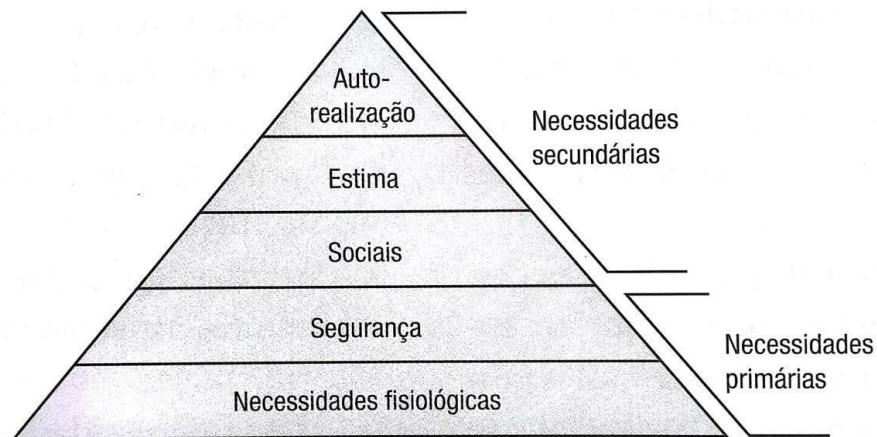 Auto-
realização
Estima
Sociais
Segurança
Necessidades fisiológicas
Necessidades
secundárias
Necessidades
primárias